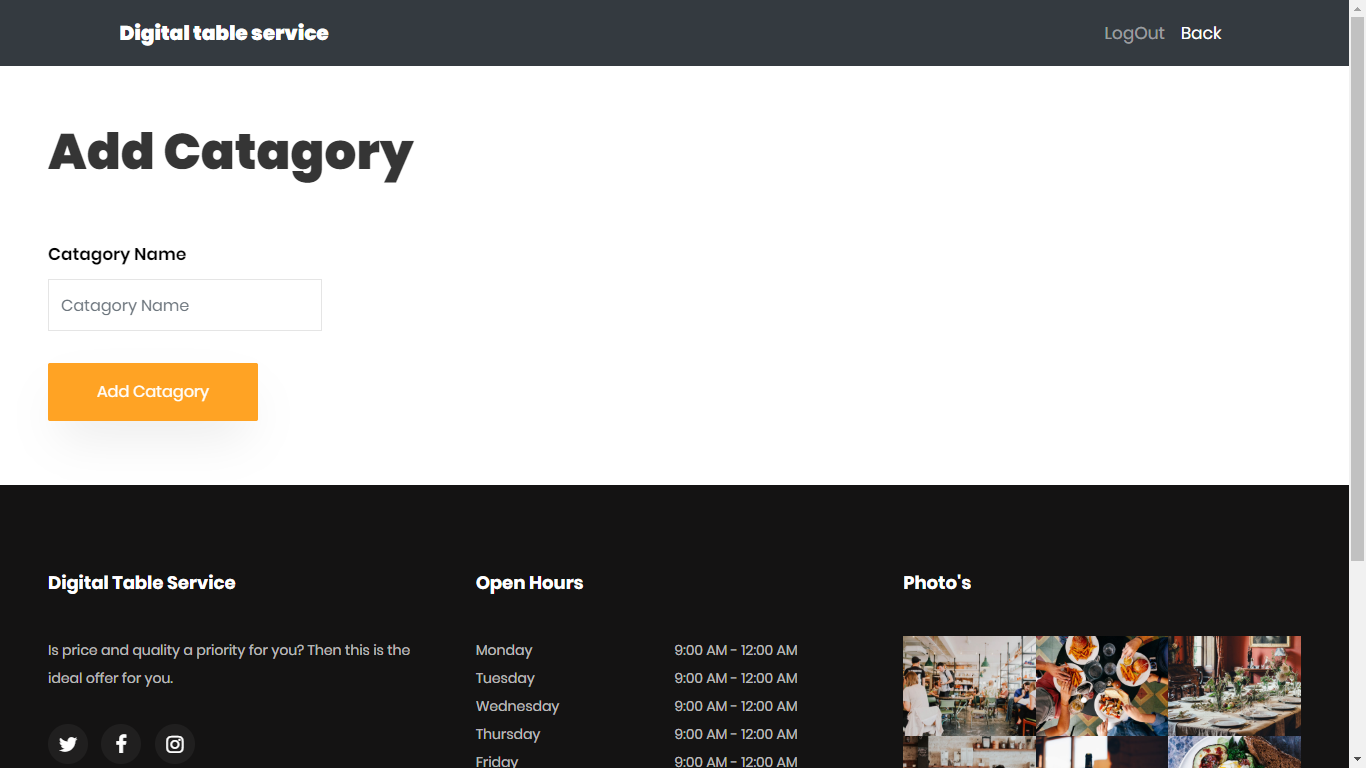 Digital table service
LogOut Back
Add Catagory
Catagory Name
Catagory Name
Add Catagory
Digital Table Service
Is price and quality a priority for you? Then this is the
ideal offer for you.
Open Hours
Monday 9:00 AM - 12:00 AM
Tuesday 9:00 AM - 12:00 AM
Wednesday 9:00 AM - 12:00 AM
Thursday 9:00 AM - 12:00 AM
Friday 9:00 AM - 12:00 AM
Photo's